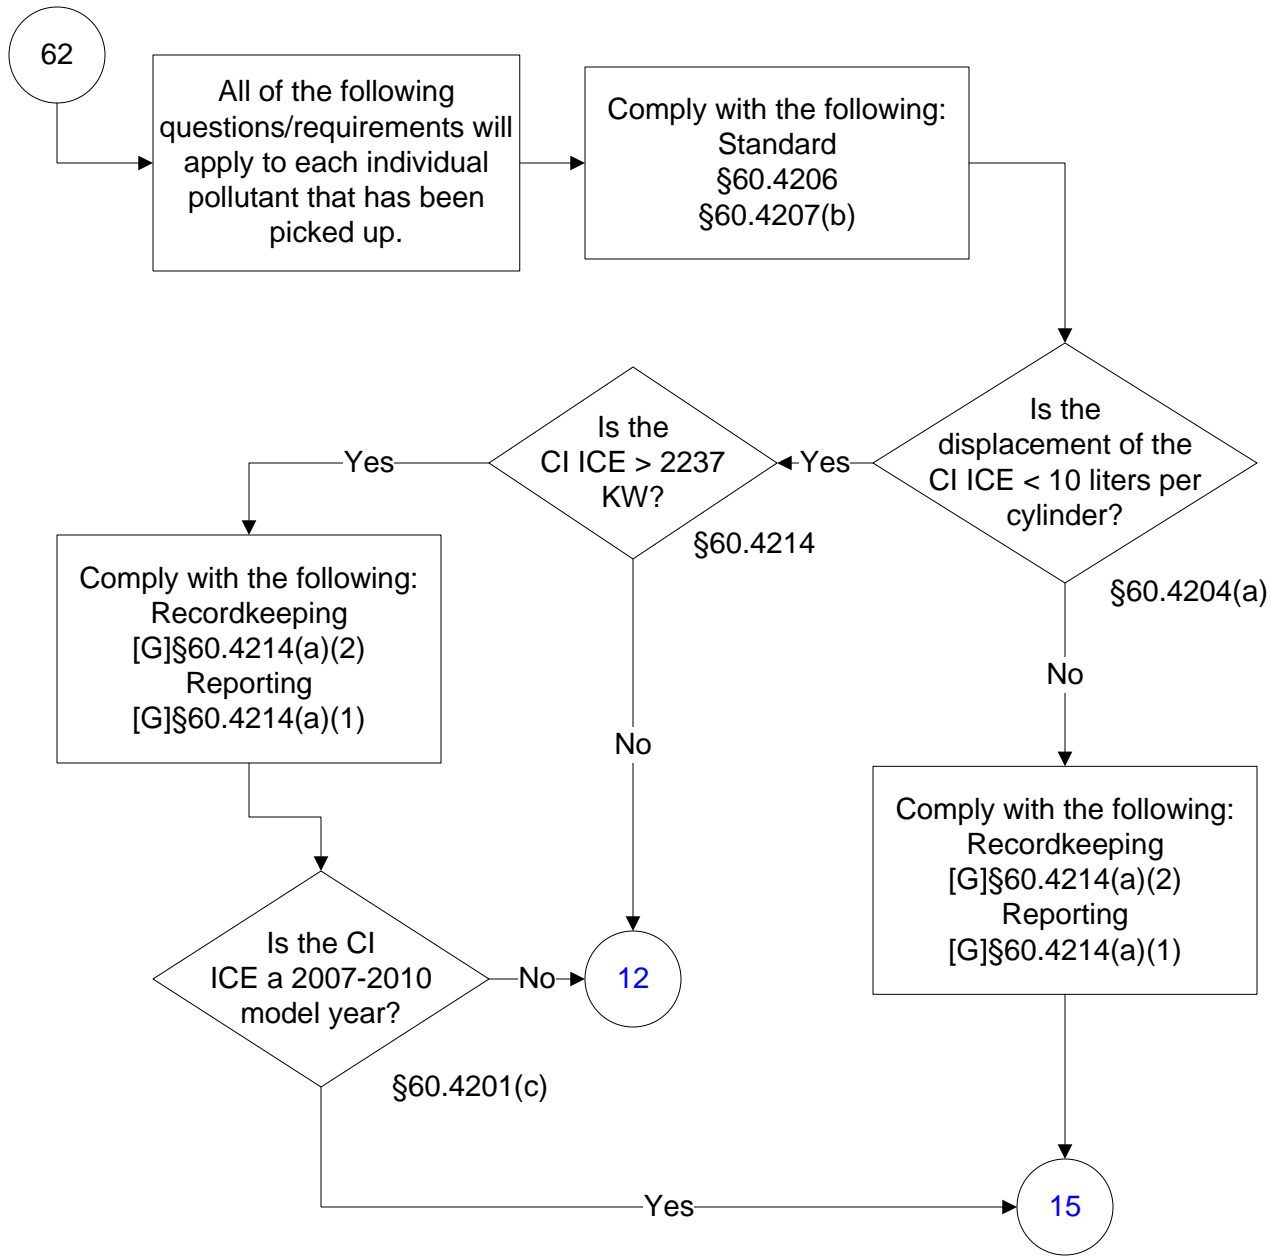 62
All of the following
questions/requirements will
apply to each individual
pollutant that has been
picked up.
Comply with the following:
Standard
§60.4206
§60.4207(b)
Is the
displacement of the
CI ICE < 10 liters per
cylinder?
§60.4204(a)
Yes
No
Is the
CI ICE > 2237
KW?
§60.4214
Yes
No
Comply with the following:
Recordkeeping
[G]§60.4214(a)(2)
Reporting
[G]§60.4214(a)(1)
Comply with the following:
Recordkeeping
[G]§60.4214(a)(2)
Reporting
[G]§60.4214(a)(1)
Is the CI
ICE a 2007-2010
model year?
§60.4201(c)
No
12
Yes
15